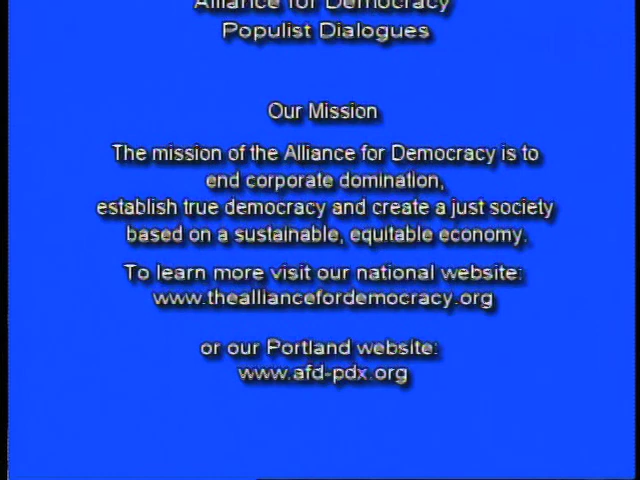 Alliance for Democracy
Populist Dialogues
Our Mission
The mission of the Alliance for Democracy is to
end corporate domination,
establish true democracy and create a just society
based on a sustainable, equitable economy.
To learn more visit our national website:
www.thealliancefordemocracy.org
or our Portland website:
www.afd-pdx.org